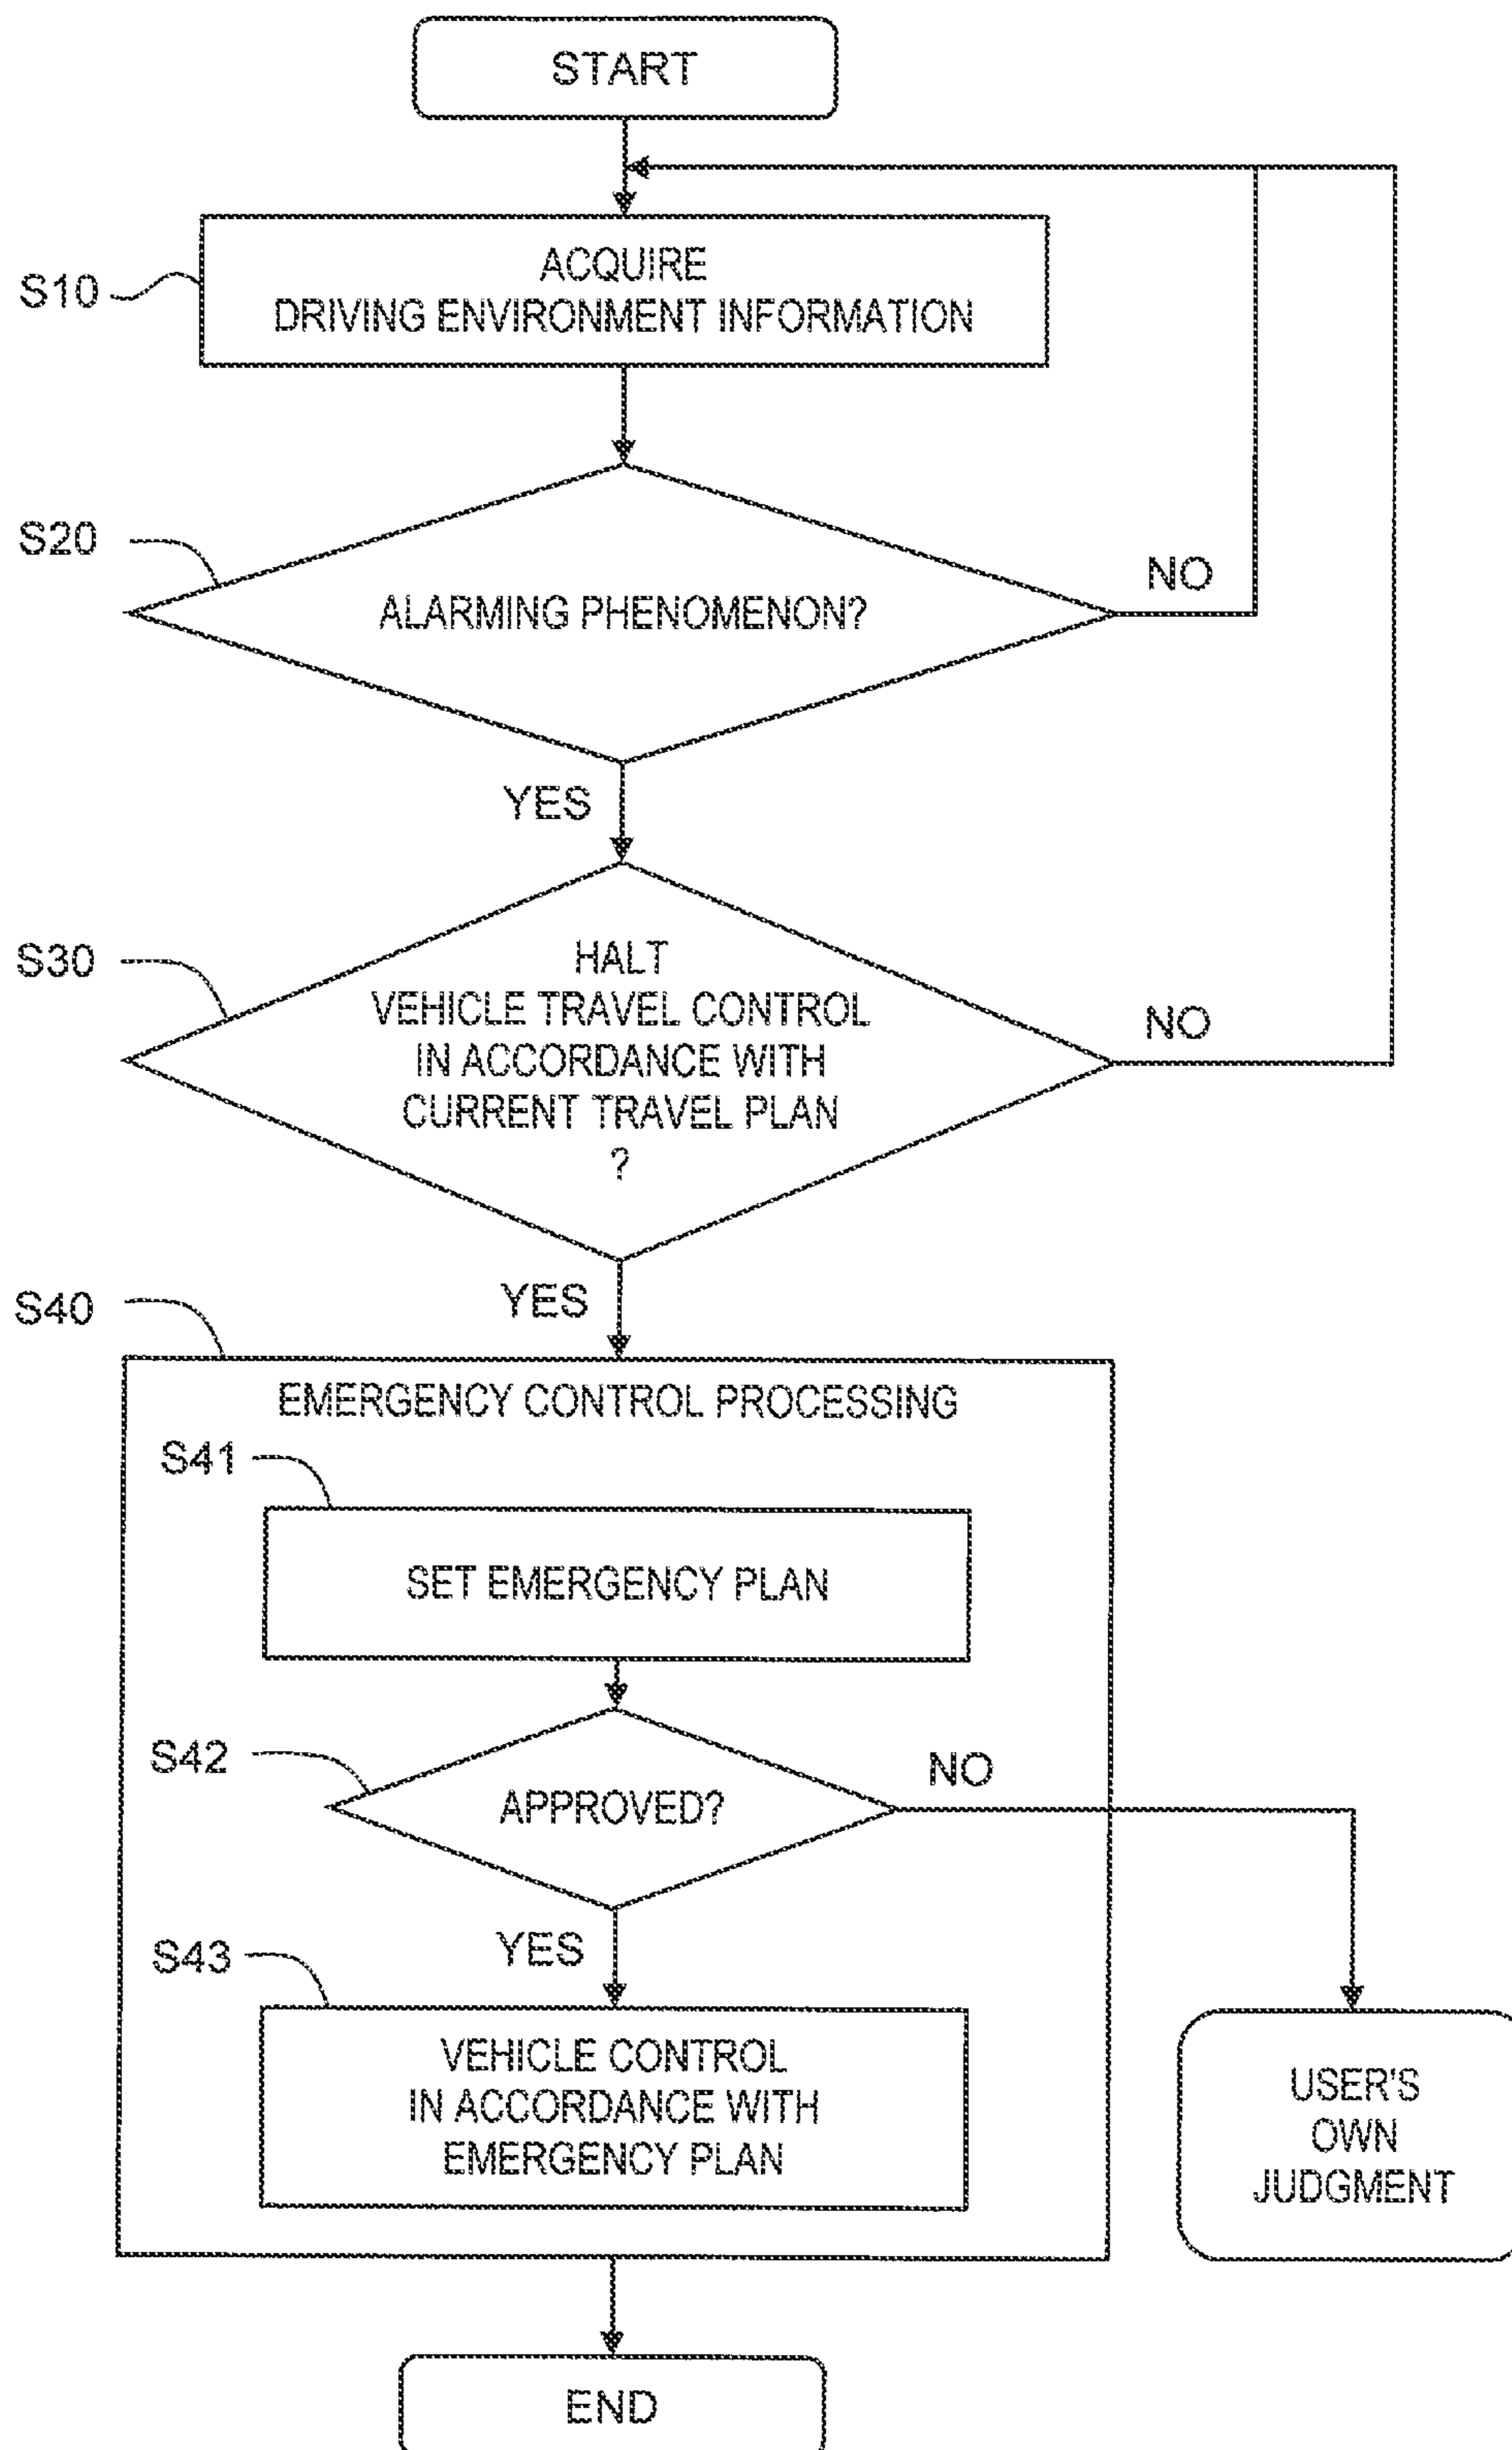 START
S10
ACQUIRE
DRIVING ENVIRONMENT INFORMATION
S20
ALARMING PHENOMENON?
NO
YES
S30
HALT
VEHICLE TRAVEL CONTROL
IN ACCORDANCE WITH
CURRENT TRAVEL PLAN
?
NO
YES
S40
EMERGENCY CONTROL PROCESSING
S41
SET EMERGENCY PLAN
S42
APPROVED?
NO
YES
S43
VEHICLE CONTROL
IN ACCORDANCE WITH
EMERGENCY PLAN
USER'S
OWN
JUDGMENT
END